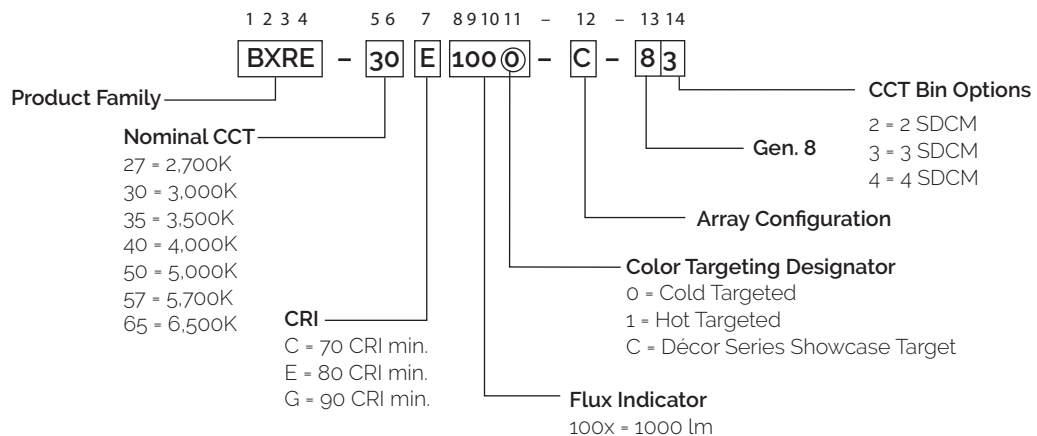 1 2 3 4 5 6 7 8 9 10 11 – 12 – 13 14
BXRE – 30 E 100 0 – C – 8 3
Product Family
Nominal CCT
27 = 2,700K
30 = 3,000K
35 = 3,500K
40 = 4,000K
50 = 5,000K
57 = 5,700K
65 = 6,500K
CRI
C = 70 CRI min.
E = 80 CRI min.
G = 90 CRI min.
CCT Bin Options
2 = 2 SDCM
3 = 3 SDCM
4 = 4 SDCM
Gen. 8
Array Configuration
Color Targeting Designator
0 = Cold Targeted
1 = Hot Targeted
C = Décor Series Showcase Target
Flux Indicator
100x = 1000 lm